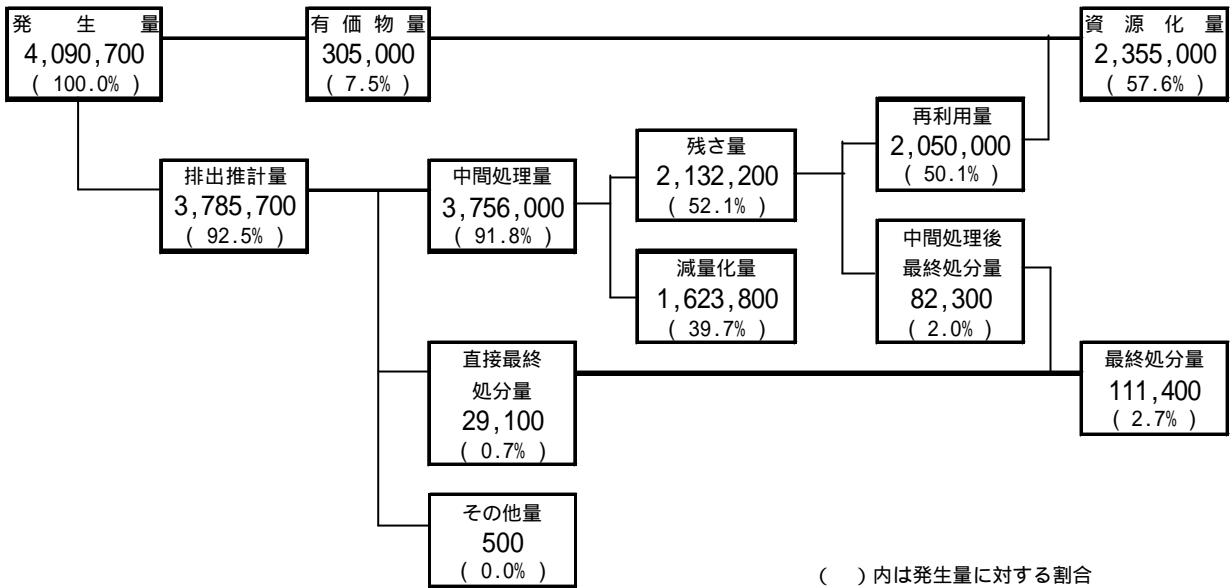 発生量
4,090,700
( 100.0% )
有価物量
305,000
( 7.5% )
資源化量
2,355,000
( 57.6% )
排出推計量
3,785,700
( 92.5% )
中間処理量
3,756,000
( 91.8% )
残さ量
2,132,200
( 52.1% )
再利用量
2,050,000
( 50.1% )
減量化量
1,623,800
( 39.7% )
中間処理後
最終処分量
82,300
( 2.0% )
直接最終
処分量
29,100
( 0.7% )
最終処分量
111,400
( 2.7% )
その他量
500
( 0.0% )
( )内は発生量に対する割合